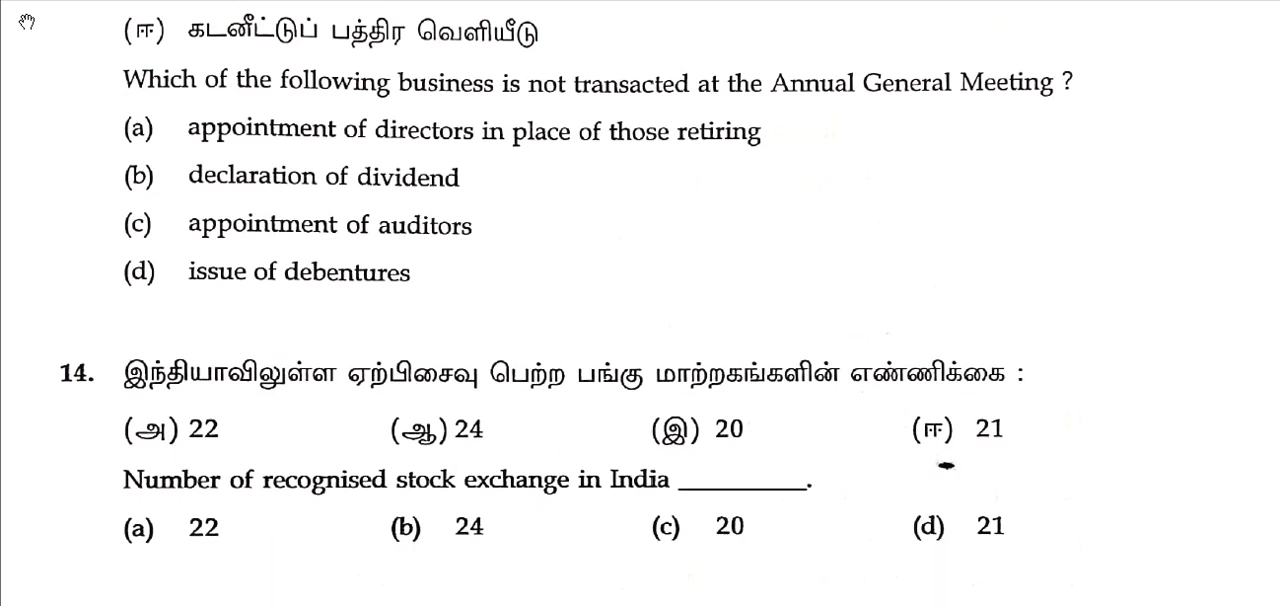 (ஈ) கடனீட்டுப் பத்திர வெளியீடு
Which of the following business is not transacted at the Annual General Meeting ?
(a) appointment of directors in place of those retiring
(b) declaration of dividend
(c) appointment of auditors
(d) issue of debentures
14. இந்தியாவிலுள்ள ஏற்பிசைவு பெற்ற பங்கு மாற்றகங்களின் எண்ணிக்கை :
(அ) 22 (ஆ) 24 (இ) 20 (ஈ) 21
Number of recognised stock exchange in India __________.
(a) 22 (b) 24 (c) 20 (d) 21